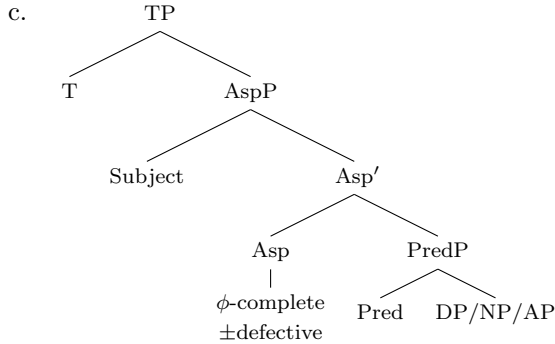 c.
TP
T AspP
Subject Asp′
Asp PredP
ϕ-complete
±defective
Pred DP/NP/AP